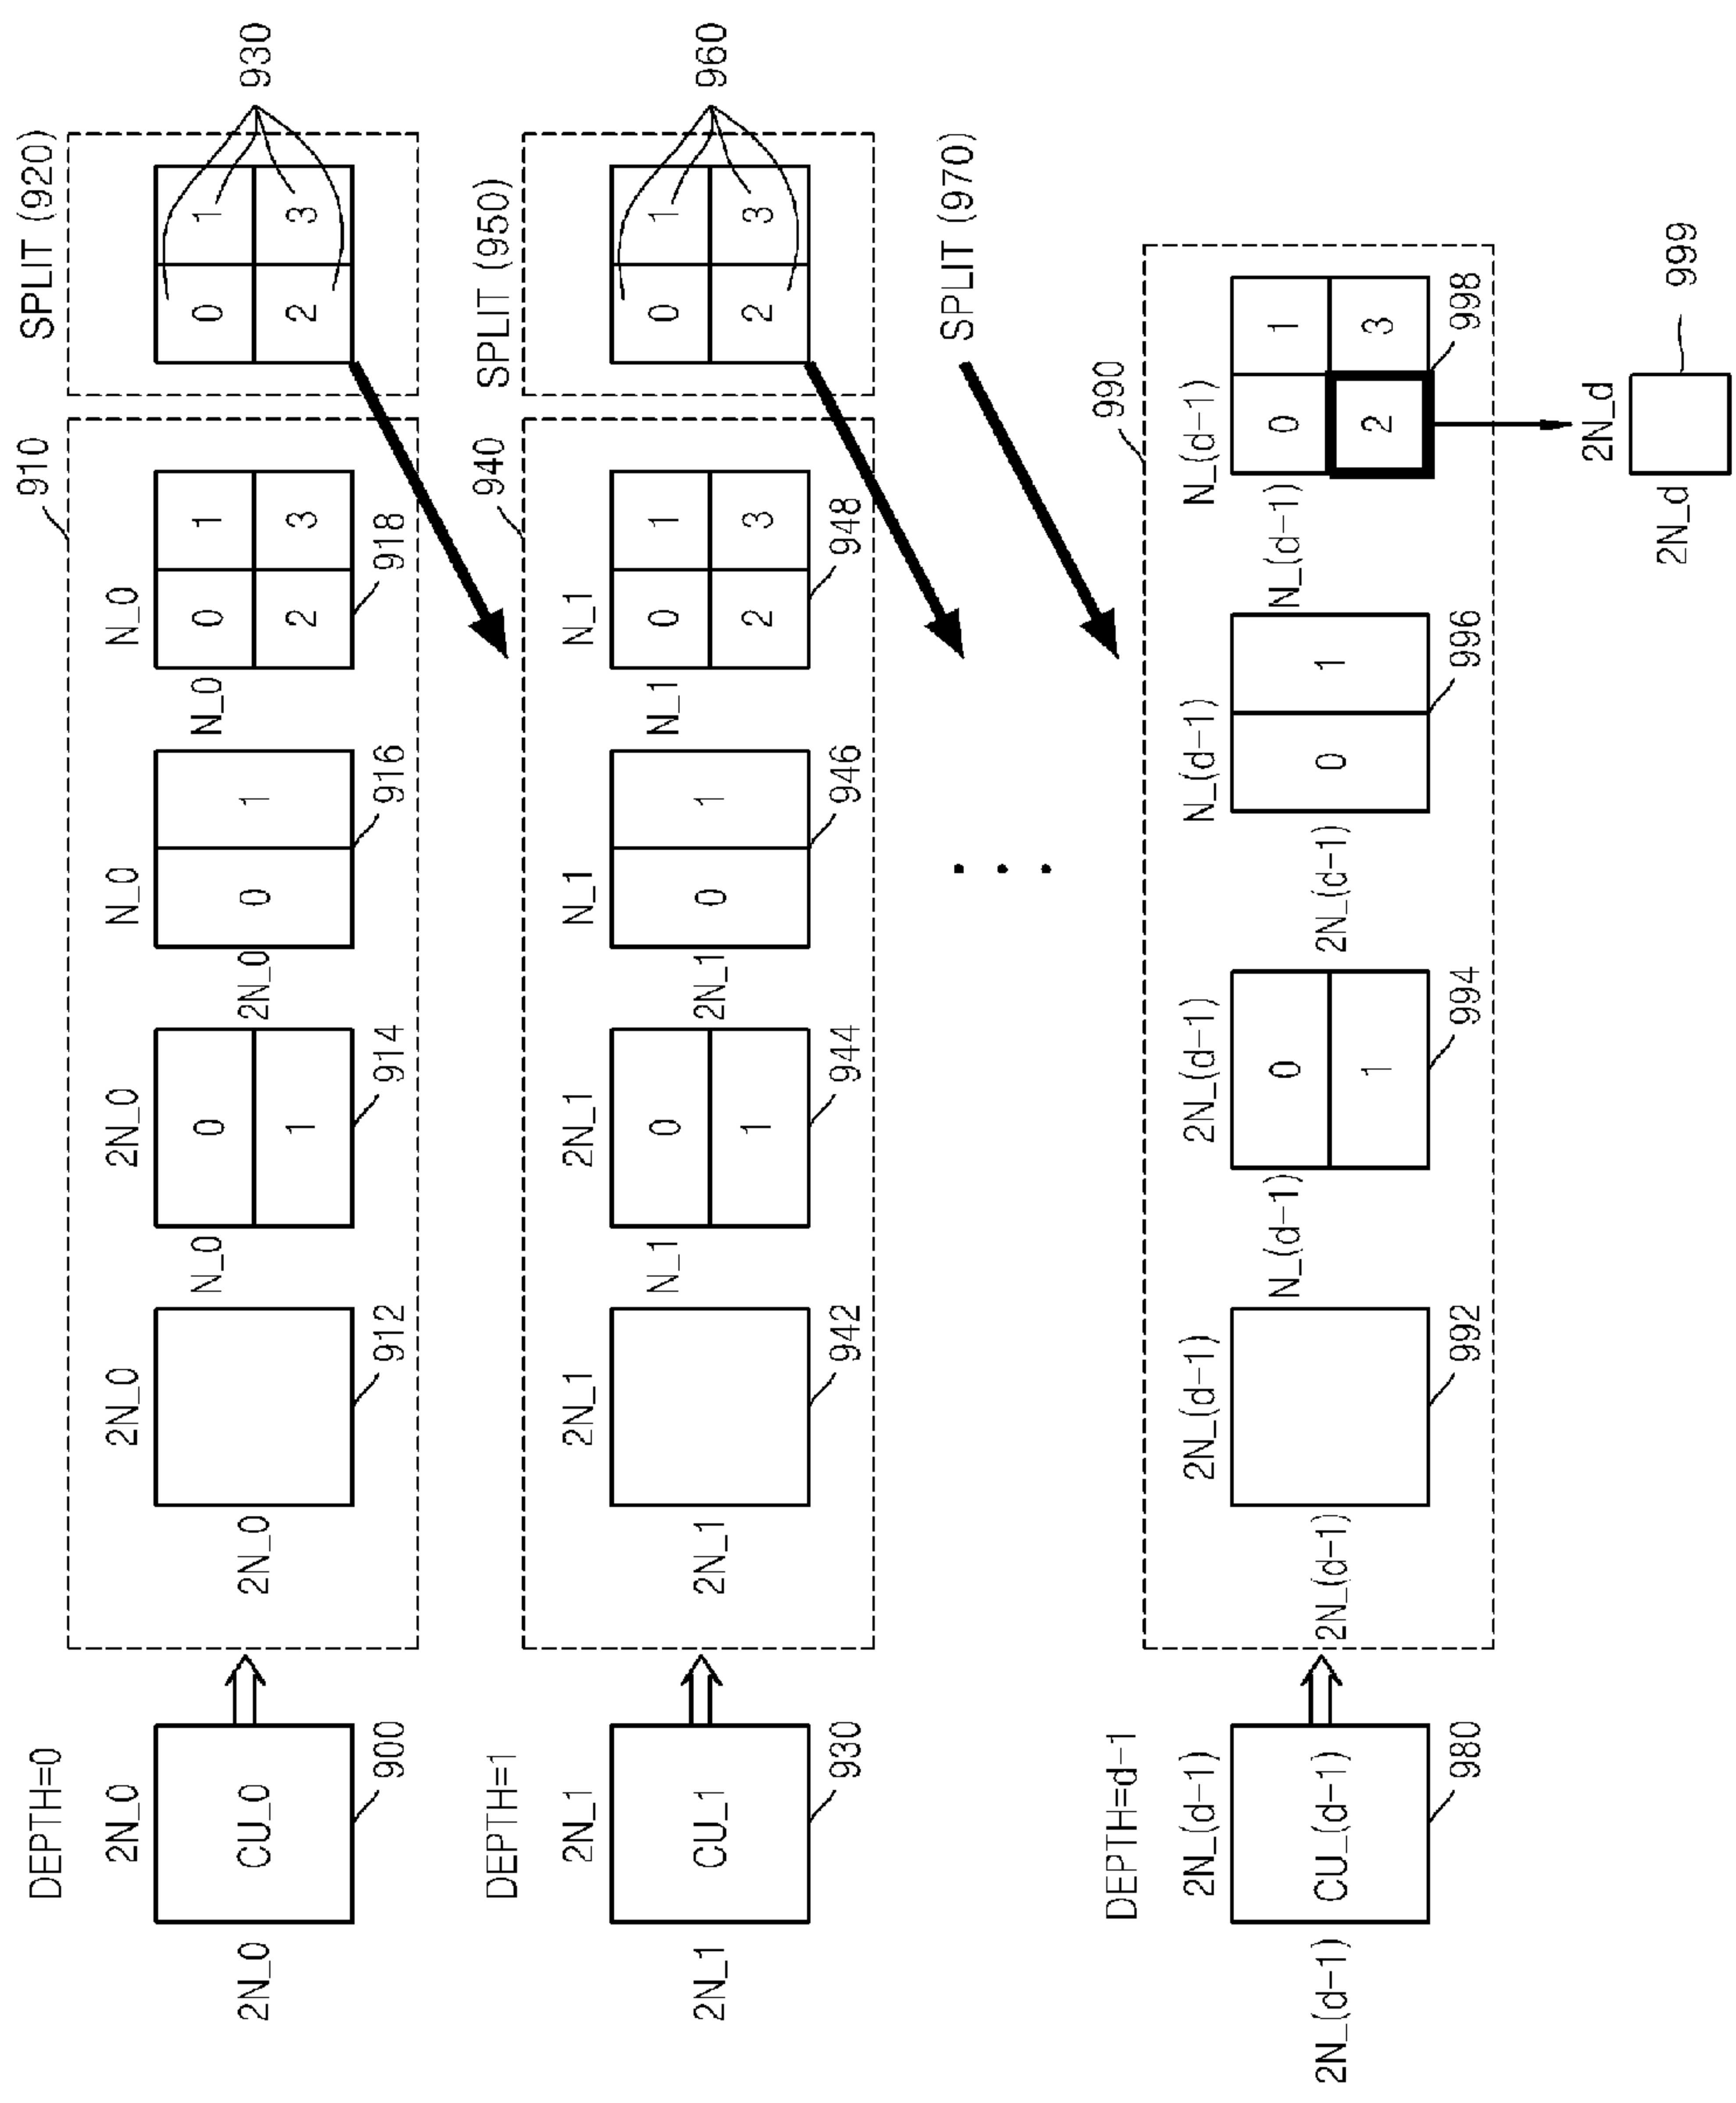 DEPTH=0
2N_0
2N_0
CU_0
900
910
2N_0
2N_0
912
2N_0
N_0
0
1
914
N_0
2N_0
0
1
916
N_0
N_0
0
1
2
3
918
SPLIT (920)
0
1
2
3
930
DEPTH=1
2N_1
2N_1
CU_1
930
940
2N_1
2N_1
942
2N_1
N_1
0
1
944
N_1
2N_1
0
1
946
N_1
N_1
0
1
2
3
948
SPLIT (950)
0
1
2
3
960
SPLIT (970)
DEPTH=d-1
2N_(d-1)
2N_(d-1)
CU_(d-1)
980
990
2N_(d-1)
2N_(d-1)
992
2N_(d-1)
N_(d-1)
0
1
994
N_(d-1)
2N_(d-1)
0
1
996
N_(d-1)
N_(d-1)
0
1
2
3
998
2N_d
2N_d
999